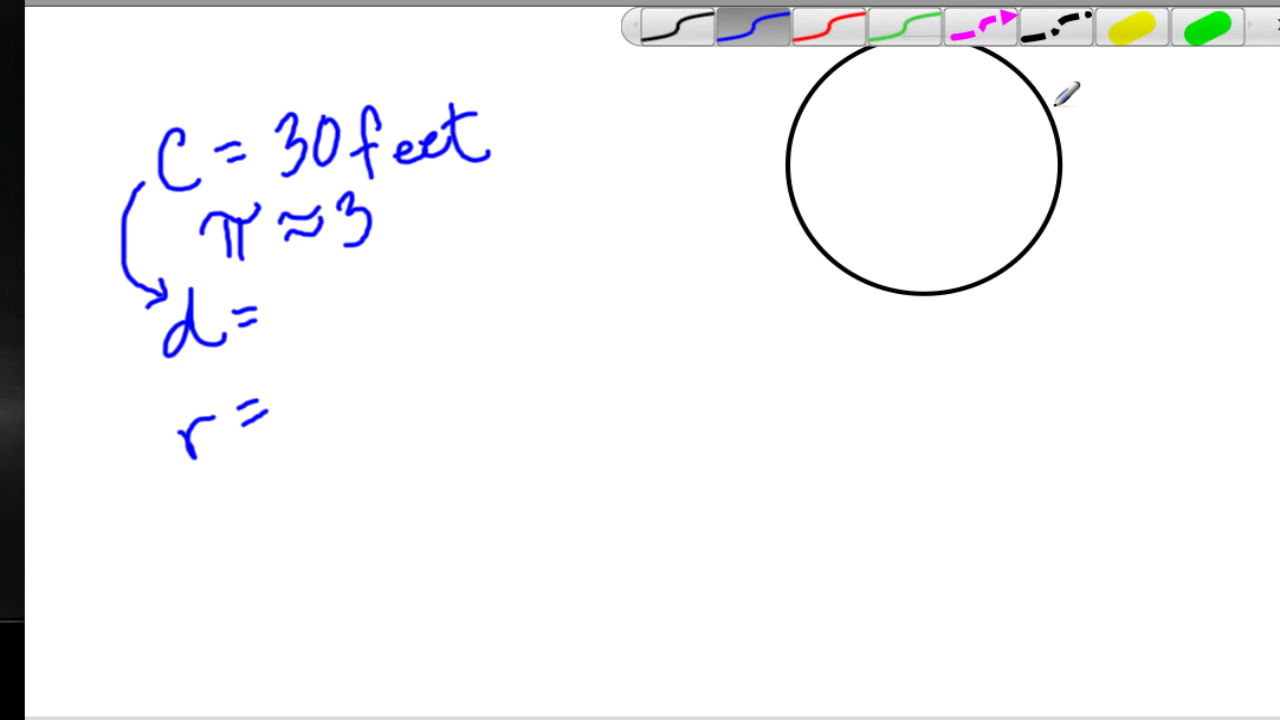 C = 30 feet
π ≈ 3
d =
r =